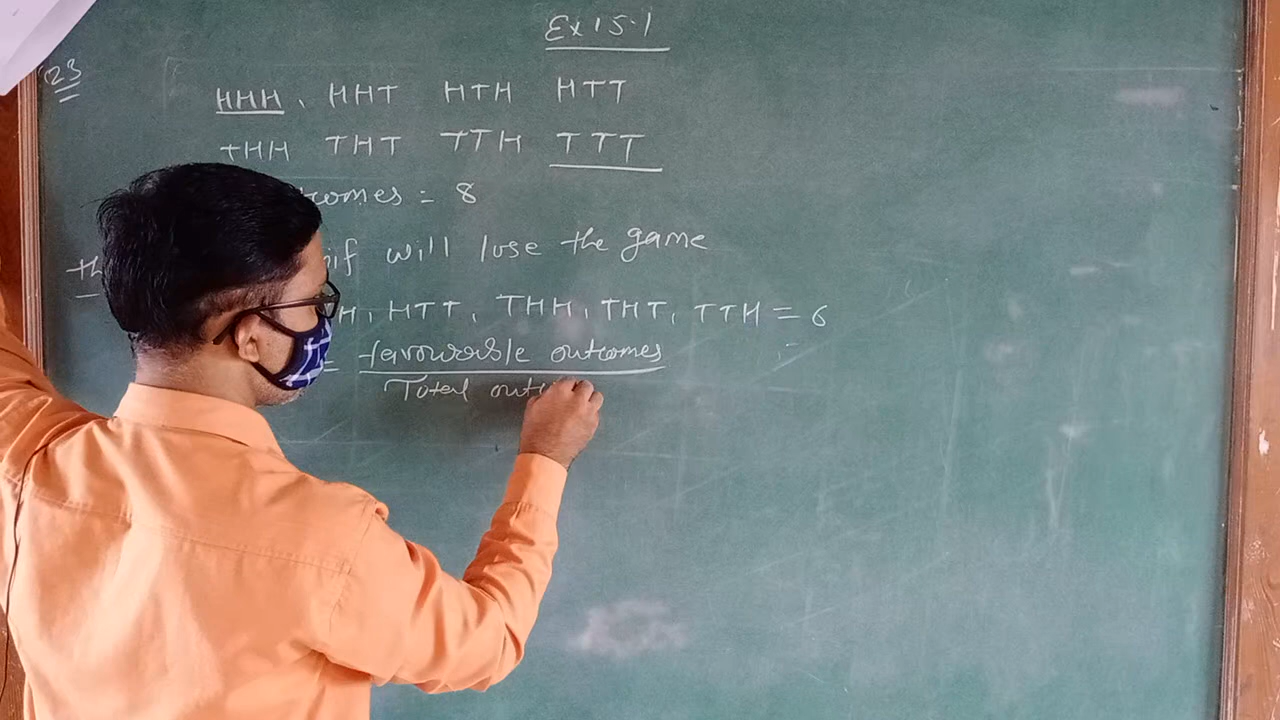 Ex 15.1
23
HHH, HHT HTH HTT
THH THT TTH TTT
comes = 8
if will lose the game
H, HTT, THH, THT, TTH = 6
= favourable outcomes
Total out